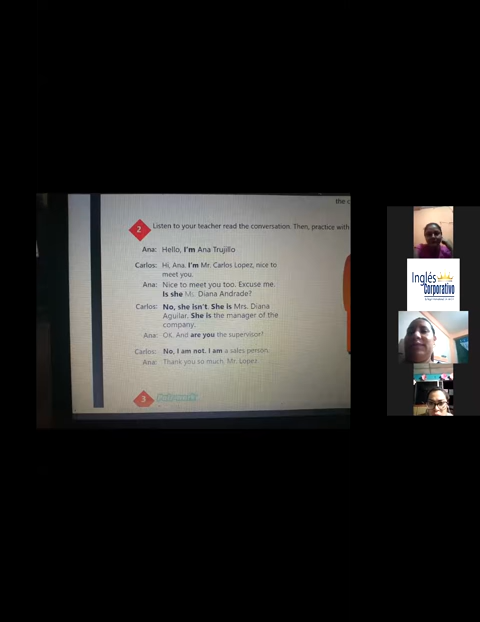 the c
2 Listen to your teacher read the conversation. Then, practice with
Ana: Hello, I'm Ana Trujillo
Carlos: Hi, Ana. I'm Mr. Carlos Lopez, nice to
meet you.
Ana: Nice to meet you too. Excuse me.
Is she Ms. Diana Andrade?
Carlos: No, she isn't. She is Mrs. Diana
Aguilar. She is the manager of the
company.
Ana: OK. And are you the supervisor?
Carlos: No, I am not. I am a sales person.
Ana: Thank you so much, Mr. Lopez
3 Pair work
Inglés
Corporativo